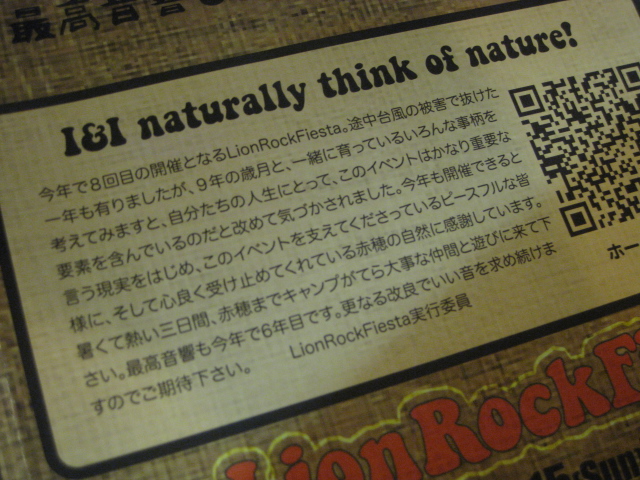 最高音響
I&I naturally think of nature!
今年で8回目の開催となるLionRockFiesta。途中台風の被害で抜けた
一年も有りましたが、9年の歳月と、一緒に育っているいろんな事柄を
考えてみますと、自分たちの人生にとって、このイベントはかなり重要な
要素を含んでいるのだと改めて気づかされました。今年も開催できると
言う現実をはじめ、このイベントを支えてくださっているピースフルな皆
様に、そして心良く受け止めてくれている赤穂の自然に感謝しています。
暑くて熱い三日間、赤穂までキャンプがてら大事な仲間と遊びに来て下
さい。最高音響も今年で6年目です。更なる改良でいい音を求め続けま
すのでご期待下さい。 LionRockFiesta実行委員
ホー
LionRockFi